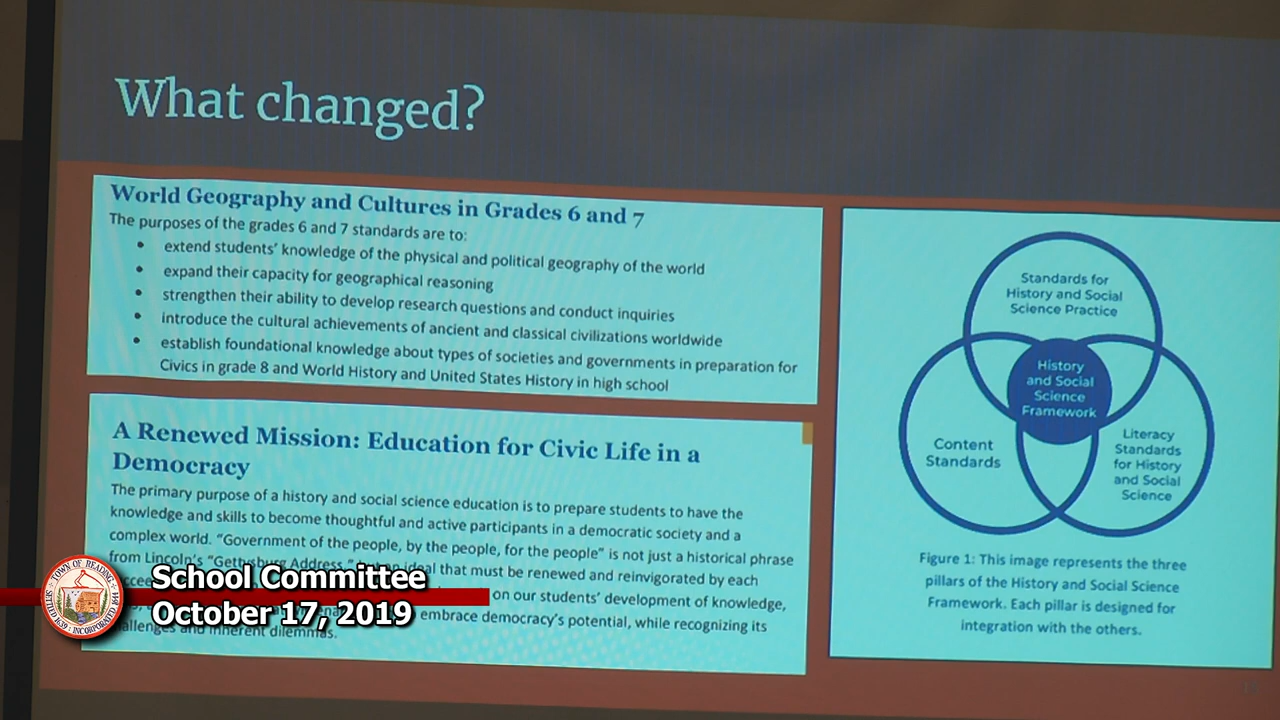 What changed?
World Geography and Cultures in Grades 6 and 7
The purposes of the grades 6 and 7 standards are to:
• extend students' knowledge of the physical and political geography of the world
• expand their capacity for geographical reasoning
• strengthen their ability to develop research questions and conduct inquiries
• introduce the cultural achievements of ancient and classical civilizations worldwide
• establish foundational knowledge about types of societies and governments in preparation for
Civics in grade 8 and World History and United States History in high school
A Renewed Mission: Education for Civic Life in a
Democracy
The primary purpose of a history and social science education is to prepare students to have the
knowledge and skills to become thoughtful and active participants in a democratic society and a
complex world. "Government of the people, by the people, for the people" is not just a historical phrase
from Lincoln's "Gettysburg Address," ideal that must be renewed and reinvigorated by each
on our students' development of knowledge,
embrace democracy's potential, while recognizing its
challenges and inherent dilemmas.
Standards for
History and Social
Science Practice
History
and Social
Science
Framework
Content
Standards
Literacy
Standards
for History
and Social
Science
Figure 1: This image represents the three
pillars of the History and Social Science
Framework. Each pillar is designed for
integration with the others.
TOWN OF READING
SETTLED 1639 INCORPORATED 1644
School Committee
October 17, 2019